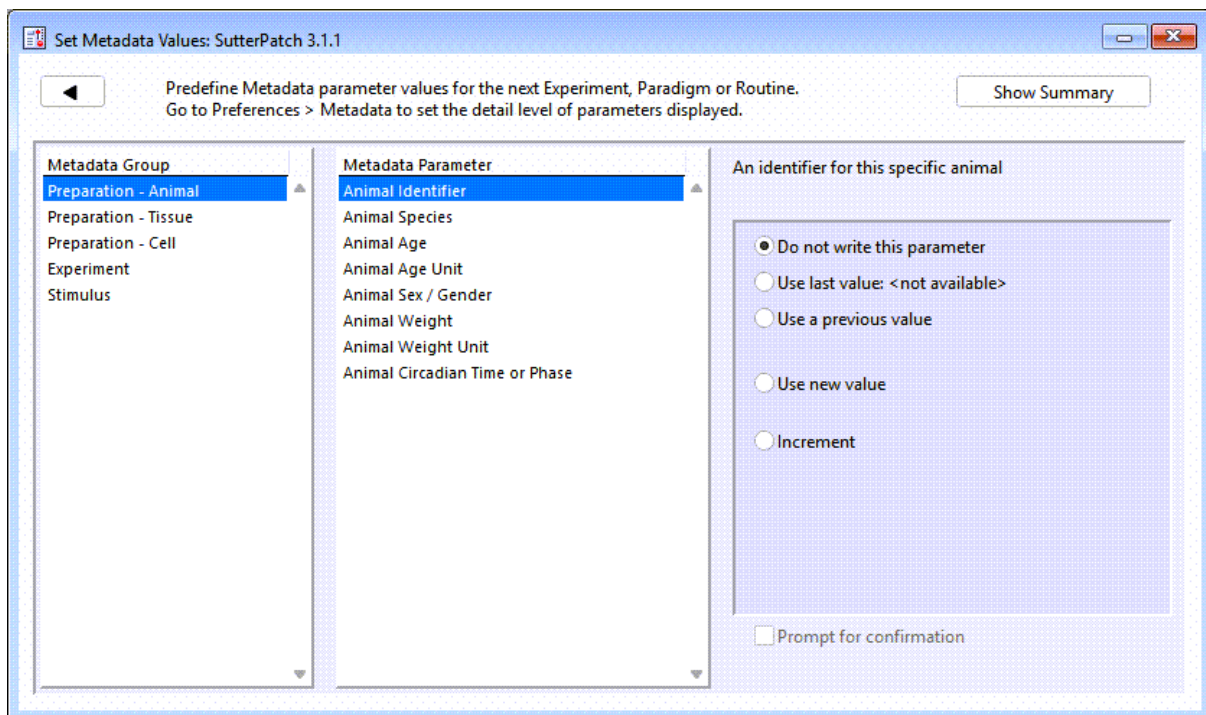 Set Metadata Values: SutterPatch 3.1.1
Predefine Metadata parameter values for the next Experiment, Paradigm or Routine.
Go to Preferences > Metadata to set the detail level of parameters displayed.
Show Summary
Metadata Group
Preparation - Animal
Preparation - Tissue
Preparation - Cell
Experiment
Stimulus
Metadata Parameter
Animal Identifier
Animal Species
Animal Age
Animal Age Unit
Animal Sex / Gender
Animal Weight
Animal Weight Unit
Animal Circadian Time or Phase
An identifier for this specific animal
Do not write this parameter
Use last value: <not available>
Use a previous value
Use new value
Increment
Prompt for confirmation